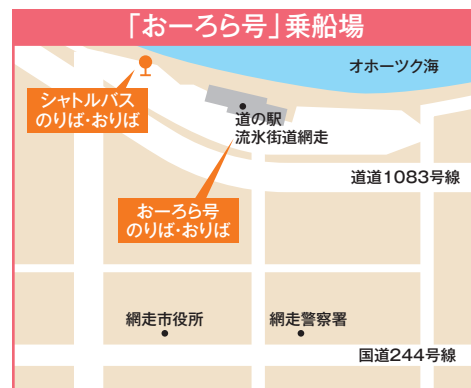 「おーろら号」乗船場
オホーツク海
シャトルバス
のりば・おりば
道の駅
流氷街道網走
道道1083号線
おーろら号
のりば・おりば
網走市役所
網走警察署
国道244号線